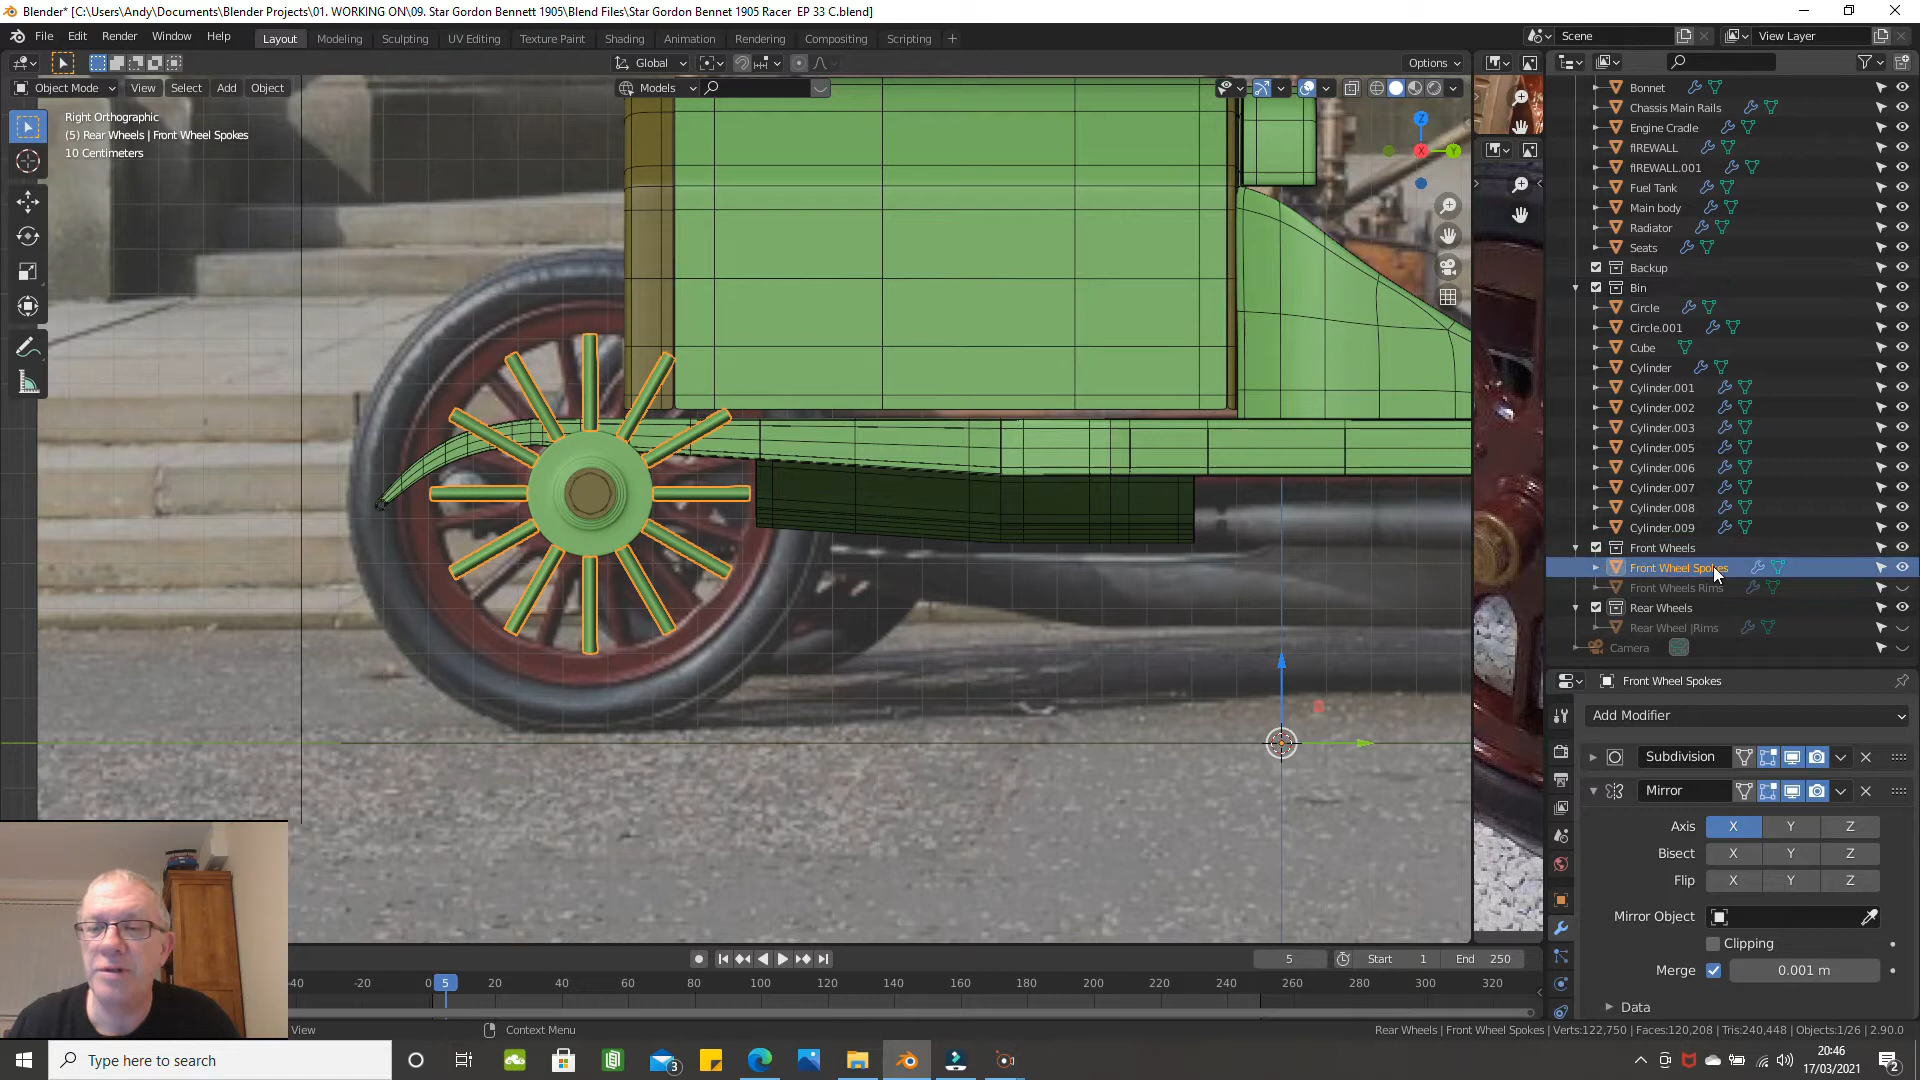 Blender* [C:\Users\Andy\Documents\Blender Projects\01. WORKING ON\09. Star Gordon Bennett 1905\Blend Files\Star Gordon Bennet 1905 Racer  EP 33 C.blend]
File Edit Render Window Help Layout Modeling Sculpting UV Editing Texture Paint Shading Animation Rendering Compositing Scripting Scene View Layer
Global Options
Object Mode View Select Add Object Models
Right Orthographic
(5) Rear Wheels | Front Wheel Spokes
10 Centimeters
Z
X Y
Bonnet
Chassis Main Rails
Engine Cradle
fIREWALL
fIREWALL.001
Fuel Tank
Main body
Radiator
Seats
Backup
Bin
Circle
Circle.001
Cube
Cylinder
Cylinder.001
Cylinder.002
Cylinder.003
Cylinder.005
Cylinder.006
Cylinder.007
Cylinder.008
Cylinder.009
Front Wheels
Front Wheel Spokes
Front Wheels Rims
Rear Wheels
Rear Wheel |Rims
Camera
Front Wheel Spokes
Add Modifier
Subdivision
Mirror
Axis X Y Z
Bisect X Y Z
Flip X Y Z
Mirror Object
Clipping
Merge 0.001 m
Data
5 Start 1 End 250
-40 -20 0 5 20 40 60 80 100 120 140 160 180 200 220 240 260 280 300 320
View Context Menu Rear Wheels | Front Wheel Spokes | Verts:122,750 | Faces:120,208 | Tris:240,448 | Objects:1/26 | 2.90.0
Type here to search
3
20:46
17/03/2021
2